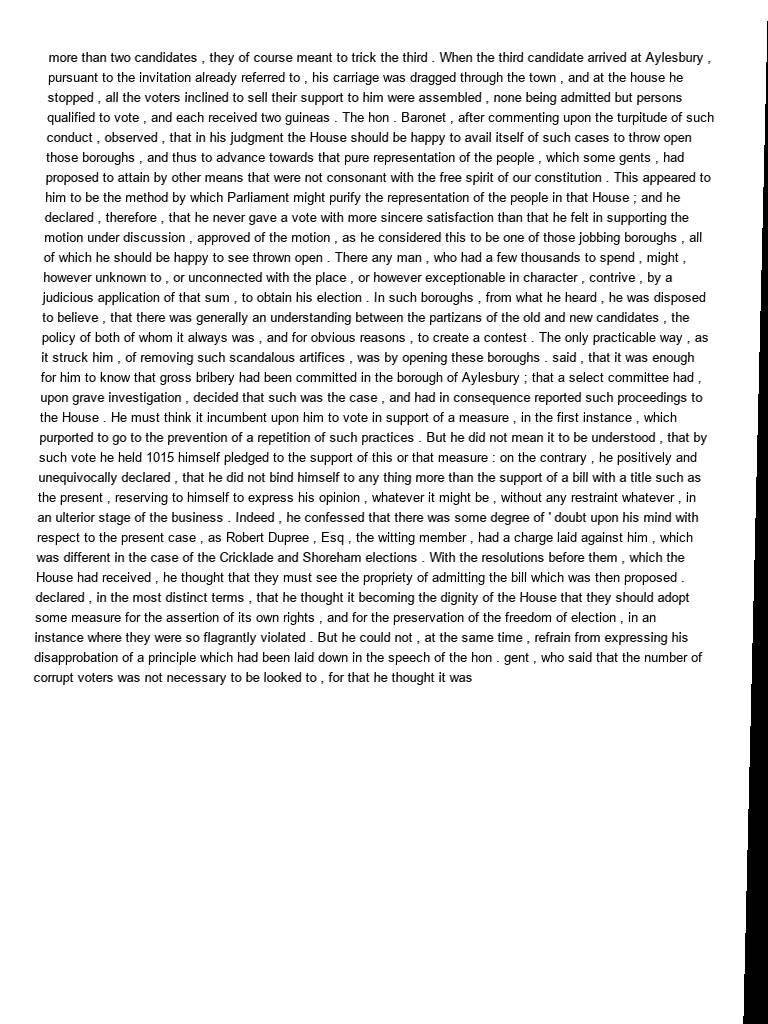 more than two candidates , they of course meant to trick the third . When the third candidate arrived at Aylesbury ,
pursuant to the invitation already referred to , his carriage was dragged through the town , and at the house he
stopped , all the voters inclined to sell their support to him were assembled , none being admitted but persons
qualified to vote , and each received two guineas . The hon . Baronet , after commenting upon the turpitude of such
conduct , observed , that in his judgment the House should be happy to avail itself of such cases to throw open
those boroughs , and thus to advance towards that pure representation of the people , which some gents , had
proposed to attain by other means that were not consonant with the free spirit of our constitution . This appeared to
him to be the method by which Parliament might purify the representation of the people in that House ; and he
declared , therefore , that he never gave a vote with more sincere satisfaction than that he felt in supporting the
motion under discussion , approved of the motion , as he considered this to be one of those jobbing boroughs , all
of which he should be happy to see thrown open . There any man , who had a few thousands to spend , might ,
however unknown to , or unconnected with the place , or however exceptionable in character , contrive , by a
judicious application of that sum , to obtain his election . In such boroughs , from what he heard , he was disposed
to believe , that there was generally an understanding between the partizans of the old and new candidates , the
policy of both of whom it always was , and for obvious reasons , to create a contest . The only practicable way , as
it struck him , of removing such scandalous artifices , was by opening these boroughs . said , that it was enough
for him to know that gross bribery had been committed in the borough of Aylesbury ; that a select committee had ,
upon grave investigation , decided that such was the case , and had in consequence reported such proceedings to
the House . He must think it incumbent upon him to vote in support of a measure , in the first instance , which
purported to go to the prevention of a repetition of such practices . But he did not mean it to be understood , that by
such vote he held 1015 himself pledged to the support of this or that measure : on the contrary , he positively and
unequivocally declared , that he did not bind himself to any thing more than the support of a bill with a title such as
the present , reserving to himself to express his opinion , whatever it might be , without any restraint whatever , in
an ulterior stage of the business . Indeed , he confessed that there was some degree of ' doubt upon his mind with
respect to the present case , as Robert Dupree , Esq , the witting member , had a charge laid against him , which
was different in the case of the Cricklade and Shoreham elections . With the resolutions before them , which the
House had received , he thought that they must see the propriety of admitting the bill which was then proposed .
declared , in the most distinct terms , that he thought it becoming the dignity of the House that they should adopt
some measure for the assertion of its own rights , and for the preservation of the freedom of election , in an
instance where they were so flagrantly violated . But he could not , at the same time , refrain from expressing his
disapprobation of a principle which had been laid down in the speech of the hon . gent , who said that the number of
corrupt voters was not necessary to be looked to , for that he thought it was